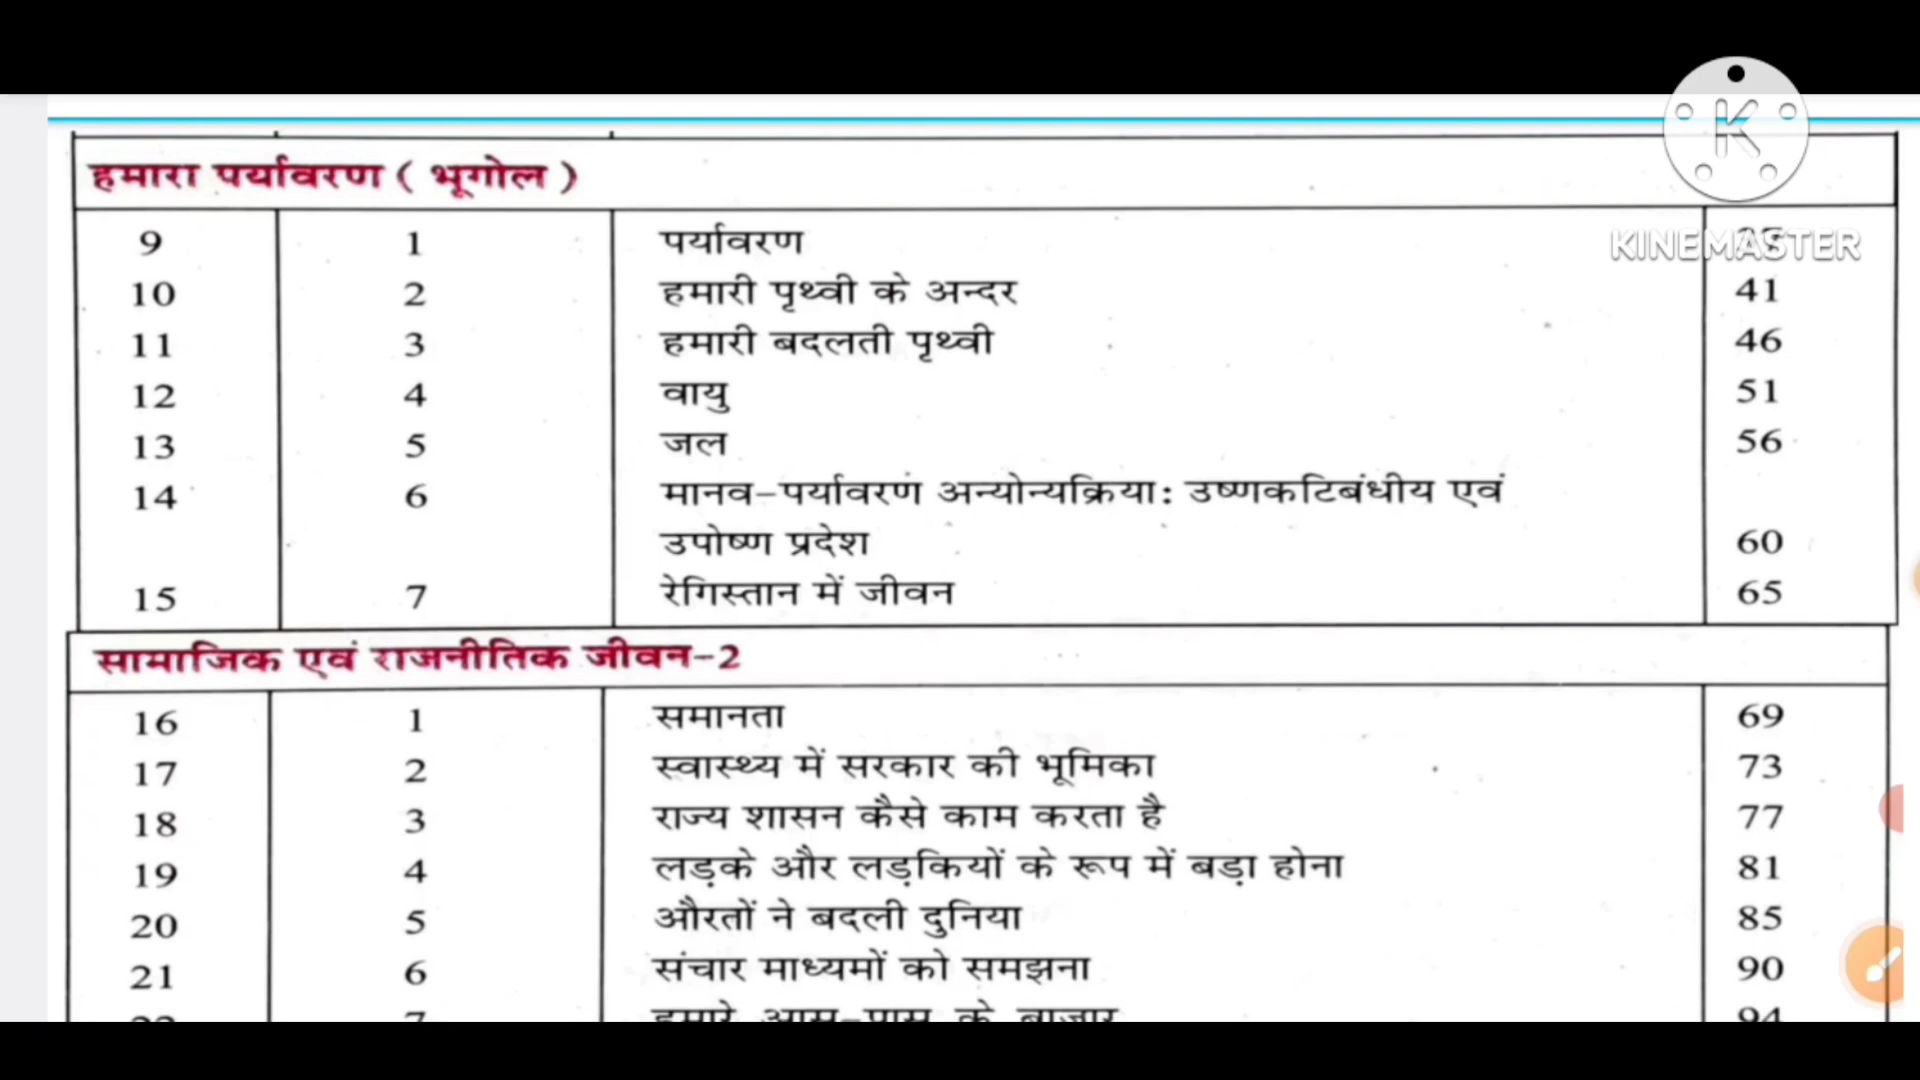 हमारा पर्यावरण ( भूगोल )
9 1 पर्यावरण
KINEMASTER
10 2 हमारी पृथ्वी के अन्दर 41
11 3 हमारी बदलती पृथ्वी 46
12 4 वायु 51
13 5 जल 56
14 6 मानव-पर्यावरण अन्योन्यक्रिया: उष्णकटिबंधीय एवं
उपोष्ण प्रदेश 60
15 7 रेगिस्तान में जीवन 65
सामाजिक एवं राजनीतिक जीवन-2
16 1 समानता 69
17 2 स्वास्थ्य में सरकार की भूमिका 73
18 3 राज्य शासन कैसे काम करता है 77
19 4 लड़के और लड़कियों के रूप में बड़ा होना 81
20 5 औरतों ने बदली दुनिया 85
21 6 संचार माध्यमों को समझना 90
हमारे आस-पास के बाजार 94